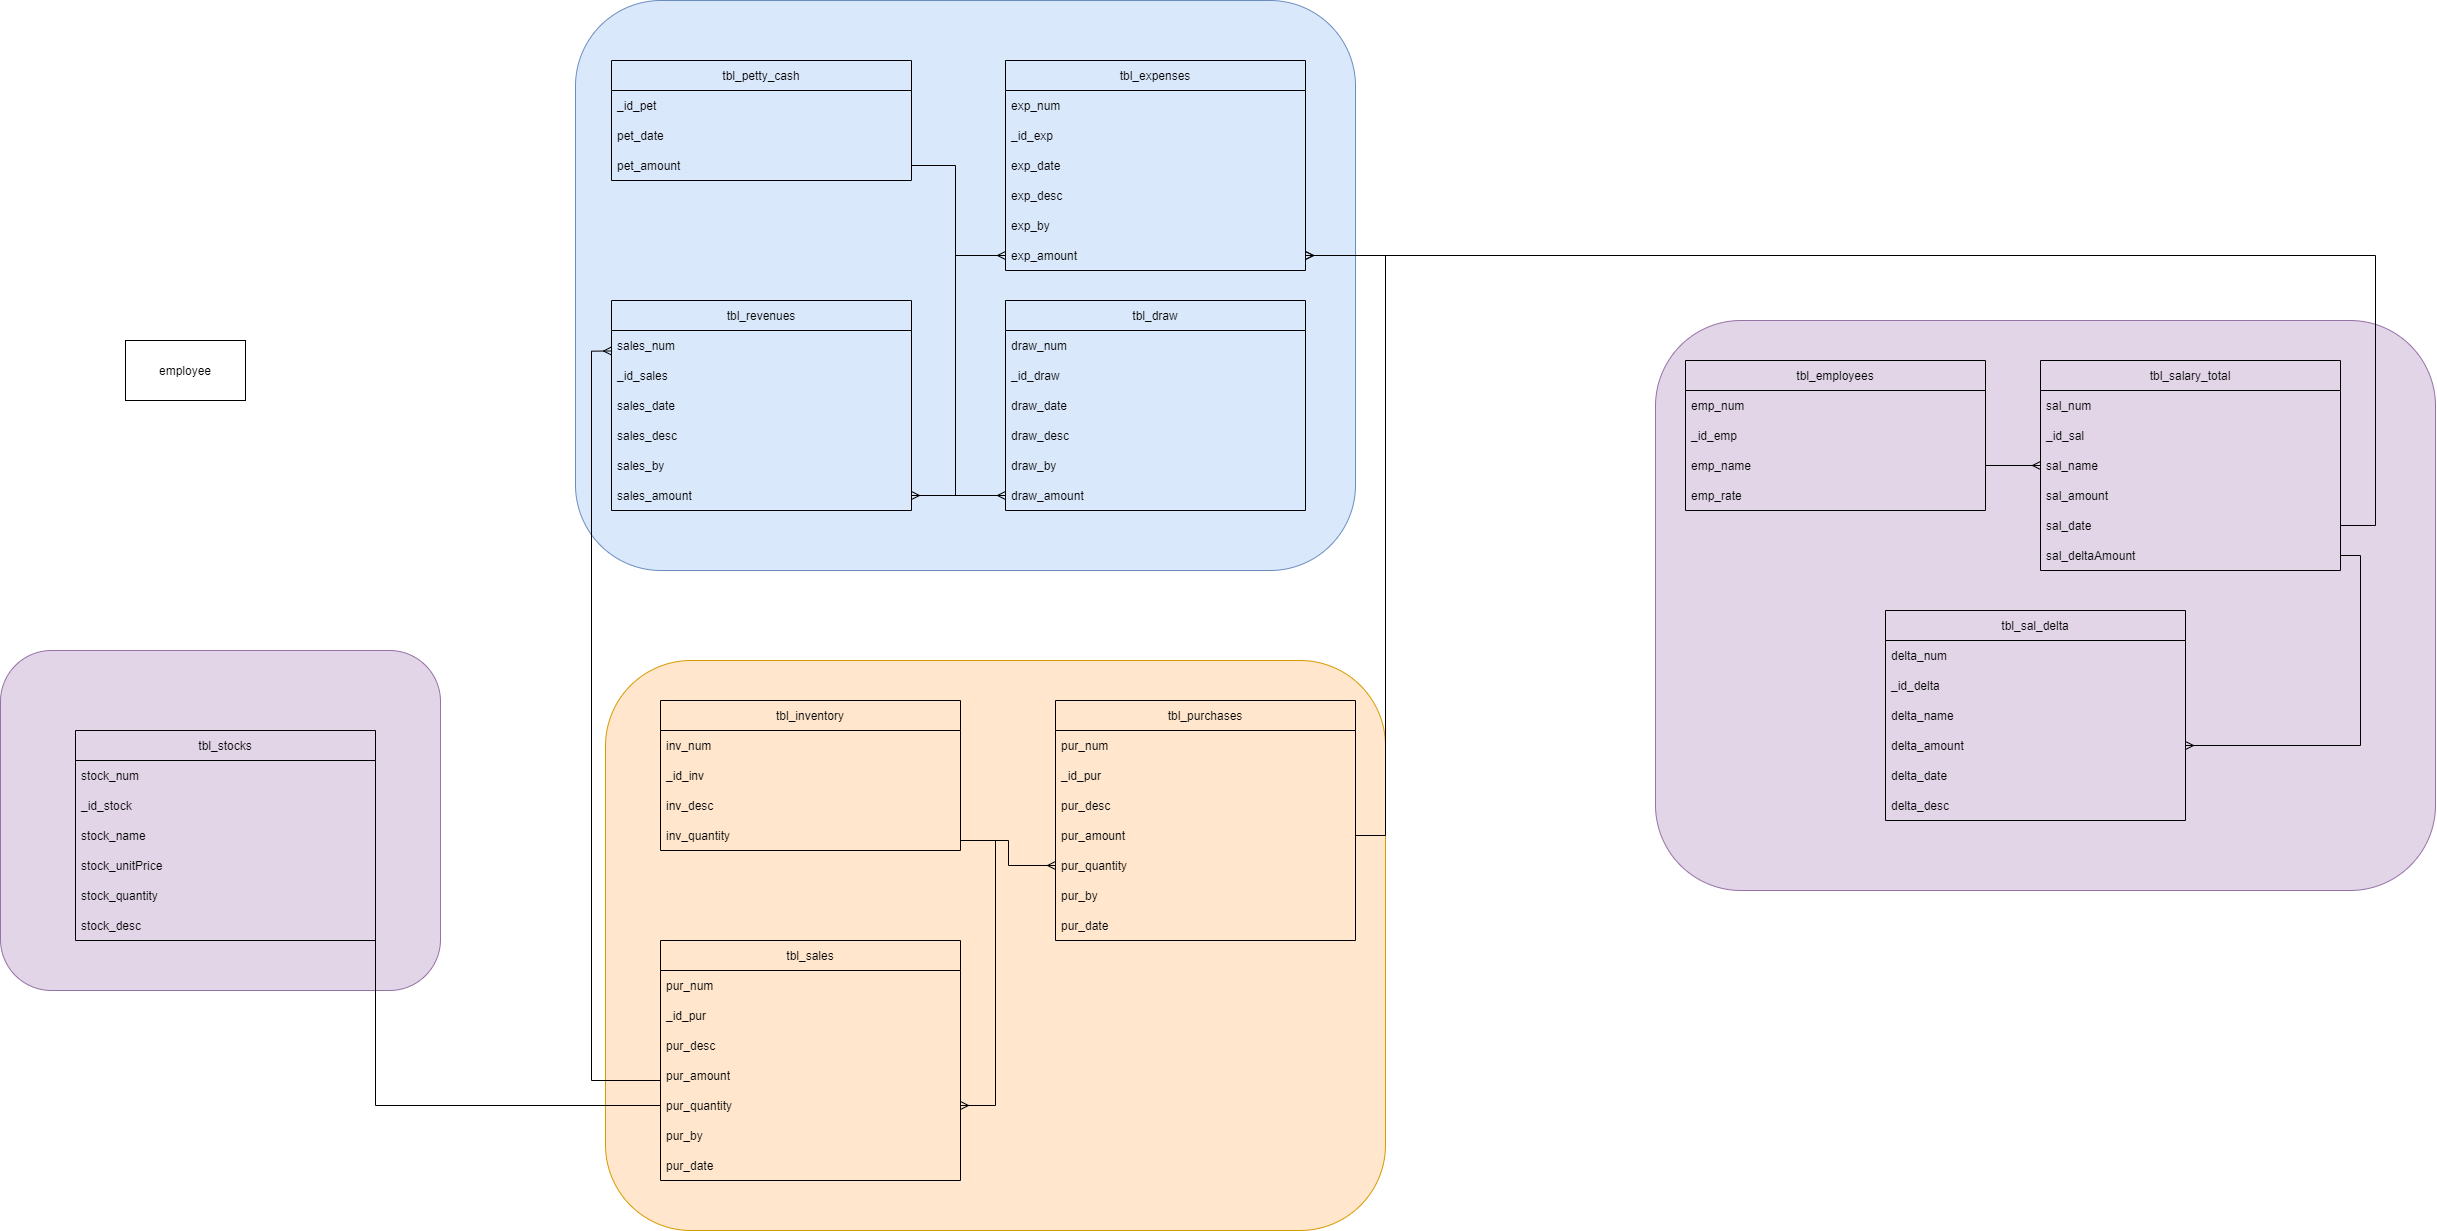 tbl_petty_cash
_id_pet
pet_date
pet_amount
tbl_expenses
exp_num
_id_exp
exp_date
exp_desc
exp_by
exp_amount
tbl_revenues
sales_num
_id_sales
sales_date
sales_desc
sales_by
sales_amount
tbl_draw
draw_num
_id_draw
draw_date
draw_desc
draw_by
draw_amount
employee
tbl_employees
emp_num
_id_emp
emp_name
emp_rate
tbl_salary_total
sal_num
_id_sal
sal_name
sal_amount
sal_date
sal_deltaAmount
tbl_sal_delta
delta_num
_id_delta
delta_name
delta_amount
delta_date
delta_desc
tbl_stocks
stock_num
_id_stock
stock_name
stock_unitPrice
stock_quantity
stock_desc
tbl_inventory
inv_num
_id_inv
inv_desc
inv_quantity
tbl_purchases
pur_num
_id_pur
pur_desc
pur_amount
pur_quantity
pur_by
pur_date
tbl_sales
pur_num
_id_pur
pur_desc
pur_amount
pur_quantity
pur_by
pur_date